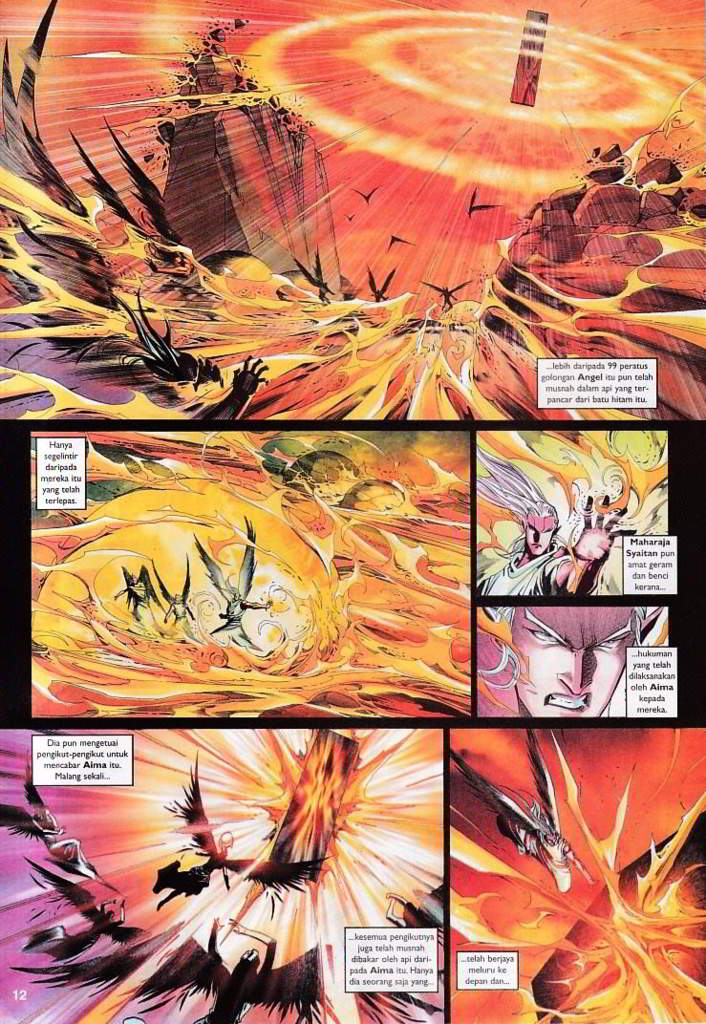 ...lebih daripada 99 peratus
golongan Angel itu pun telah
musnah dalam api yang ter-
pancar dari batu hitam itu.
Hanya
segelintir
daripada
mereka itu
yang telah
terlepas.
Maharaja
Syaitan pun
amat geram
dan benci
kerana...
...hukuman
yang telah
dilaksanakan
oleh Aima
kepada
mereka.
Dia pun mengetuai
pengikut-pengikut untuk
mencabar Aima itu.
Malang sekali...
...kesemua pengikutnya
juga telah musnah
dibakar oleh api dari-
pada Aima itu. Hanya
dia seorang saja yang...
...telah berjaya
meluru ke
depan dan...
12